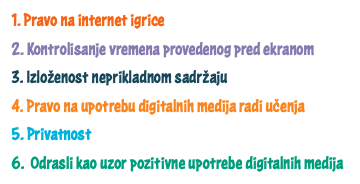 1. Pravo na internet igrice
2. Kontrolisanje vremena provedenog pred ekranom
3. Izloženost neprikladnom sadržaju
4. Pravo na upotrebu digitalnih medija radi učenja
5. Privatnost
6. Odrasli kao uzor pozitivne upotrebe digitalnih medija